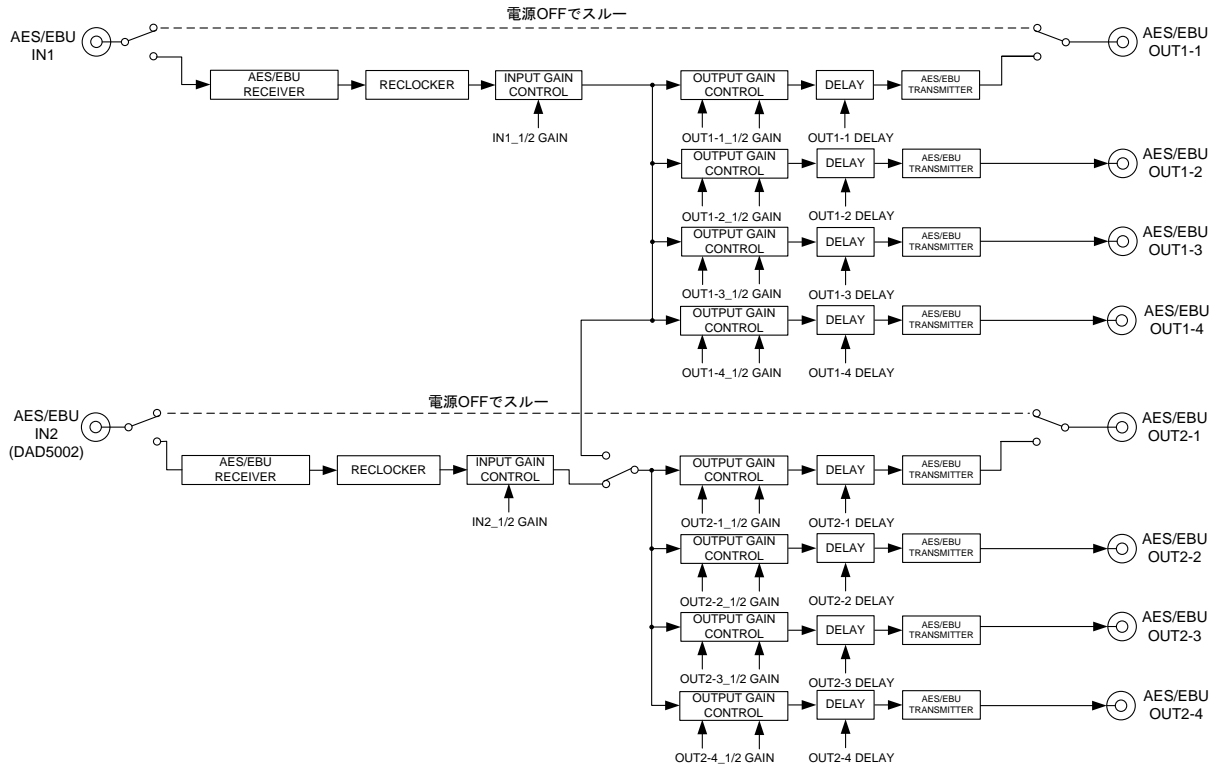 電源OFFでスルー
AES/EBU
IN1
AES/EBU
OUT1-1
AES/EBU
RECEIVER
RECLOCKER
INPUT GAIN
CONTROL
OUTPUT GAIN
CONTROL
DELAY
AES/EBU
TRANSMITTER
IN1_1/2 GAIN
OUT1-1_1/2 GAIN
OUT1-1 DELAY
OUTPUT GAIN
CONTROL
DELAY
AES/EBU
TRANSMITTER
AES/EBU
OUT1-2
OUT1-2_1/2 GAIN
OUT1-2 DELAY
OUTPUT GAIN
CONTROL
DELAY
AES/EBU
TRANSMITTER
AES/EBU
OUT1-3
OUT1-3_1/2 GAIN
OUT1-3 DELAY
OUTPUT GAIN
CONTROL
DELAY
AES/EBU
TRANSMITTER
AES/EBU
OUT1-4
OUT1-4_1/2 GAIN
OUT1-4 DELAY
電源OFFでスルー
AES/EBU
IN2
(DAD5002)
AES/EBU
OUT2-1
AES/EBU
RECEIVER
RECLOCKER
INPUT GAIN
CONTROL
OUTPUT GAIN
CONTROL
DELAY
AES/EBU
TRANSMITTER
IN2_1/2 GAIN
OUT2-1_1/2 GAIN
OUT2-1 DELAY
OUTPUT GAIN
CONTROL
DELAY
AES/EBU
TRANSMITTER
AES/EBU
OUT2-2
OUT2-2_1/2 GAIN
OUT2-2 DELAY
OUTPUT GAIN
CONTROL
DELAY
AES/EBU
TRANSMITTER
AES/EBU
OUT2-3
OUT2-3_1/2 GAIN
OUT2-3 DELAY
OUTPUT GAIN
CONTROL
DELAY
AES/EBU
TRANSMITTER
AES/EBU
OUT2-4
OUT2-4_1/2 GAIN
OUT2-4 DELAY